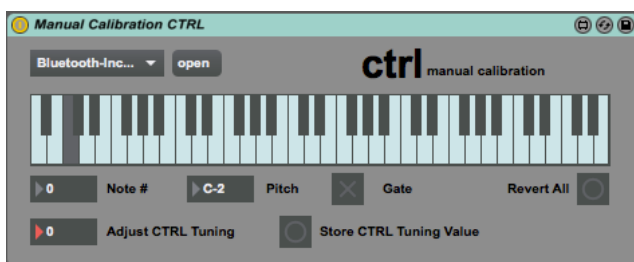 Manual Calibration CTRL
Bluetooth-Inc... open ctrl manual calibration
0 Note # C-2 Pitch Gate Revert All
0 Adjust CTRL Tuning Store CTRL Tuning Value